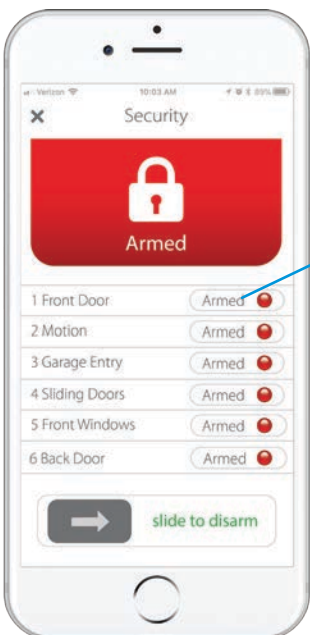 Verizon 10:03 AM 89%
Security
Armed
1 Front Door Armed
2 Motion Armed
3 Garage Entry Armed
4 Sliding Doors Armed
5 Front Windows Armed
6 Back Door Armed
slide to disarm